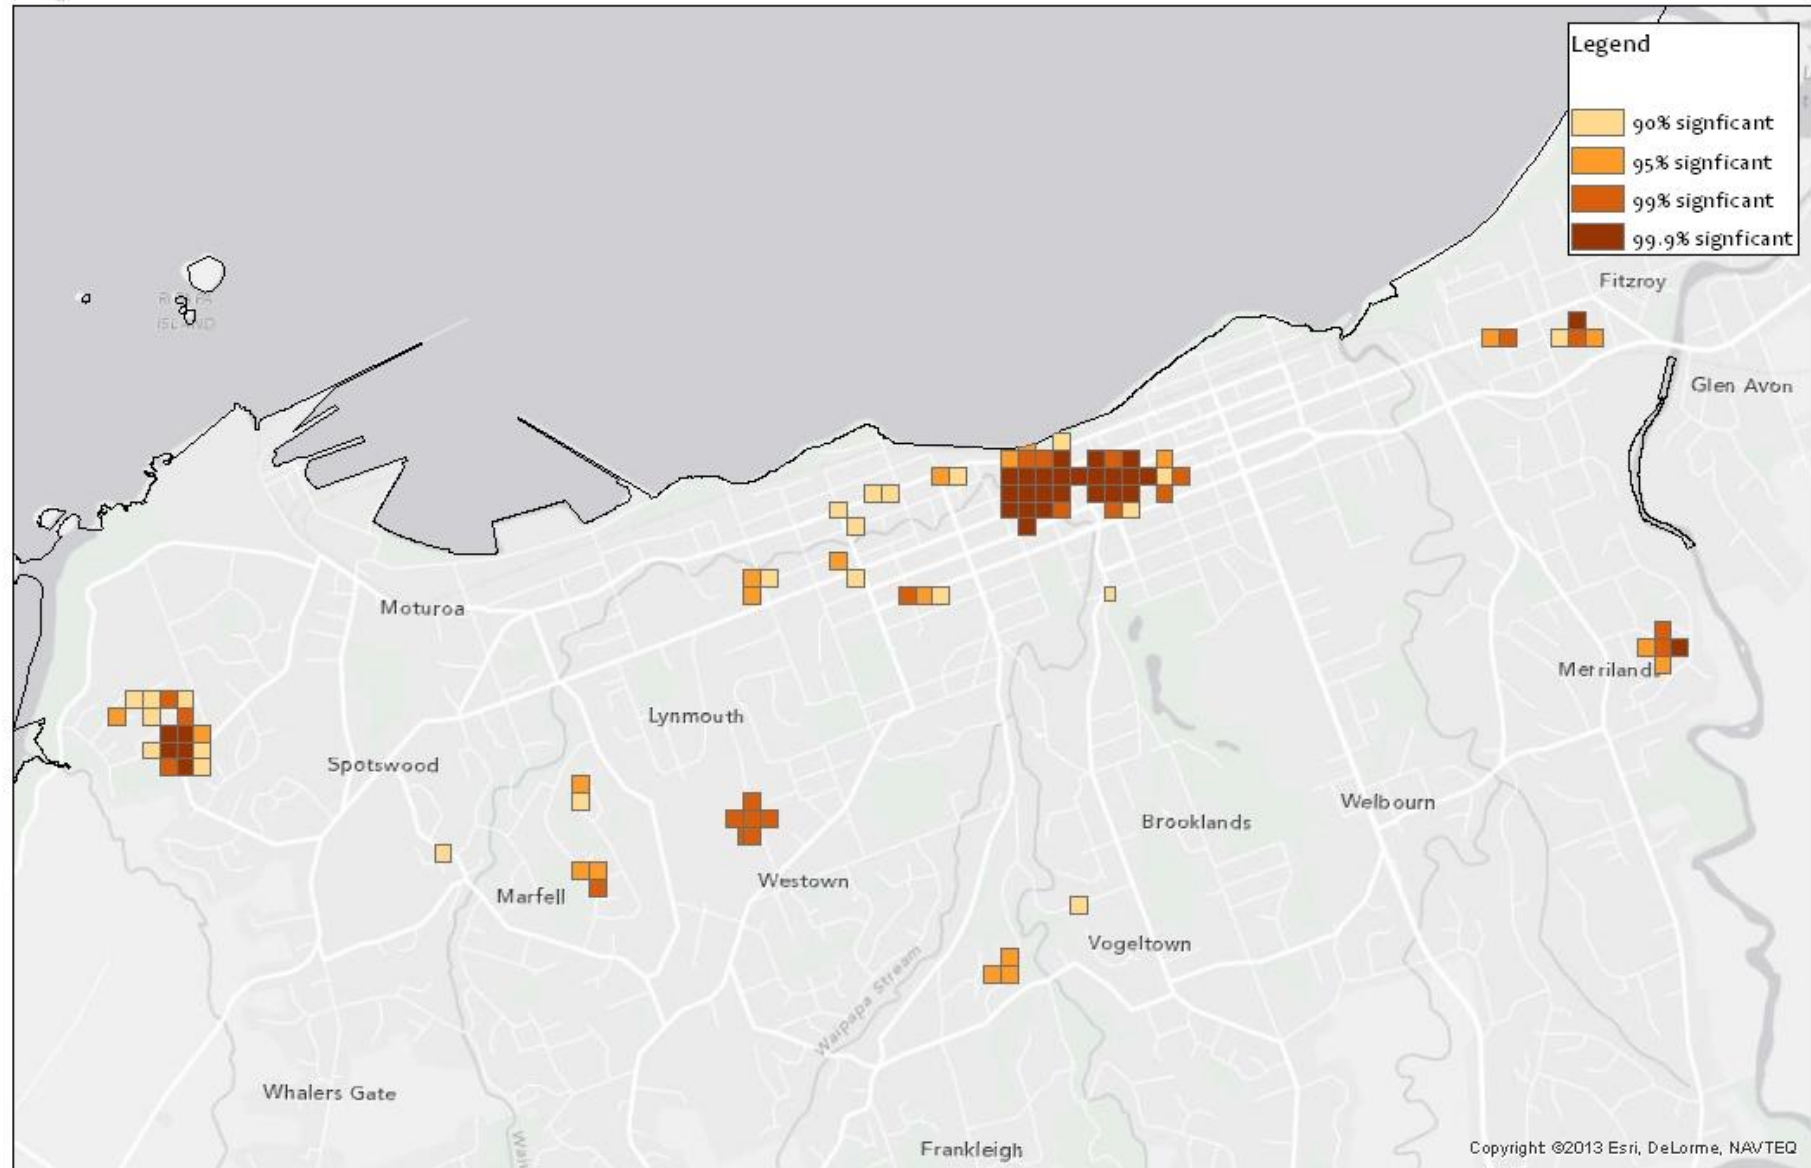 Legend
90% signficant
95% signficant
99% signficant
99.9% signficant
Fitzroy
ISLAND
Glen Avon
Moturoa
Merrilands
Lynmouth
Spotswood
Welbourn
Brooklands
Westown
Marfell
Vogeltown
Waipapa Stream
Whalers Gate
Frankleigh
Copyright ©2013 Esri, DeLorme, NAVTEQ